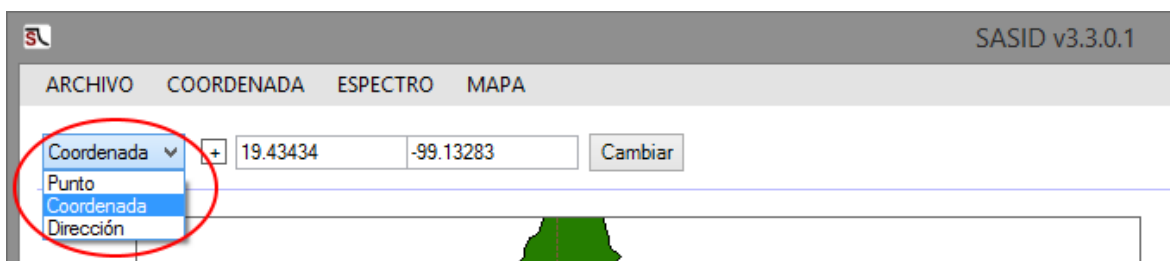 SASID v3.3.0.1
ARCHIVO COORDENADA ESPECTRO MAPA
Coordenada + 19.43434 -99.13283 Cambiar
Punto
Coordenada
Dirección